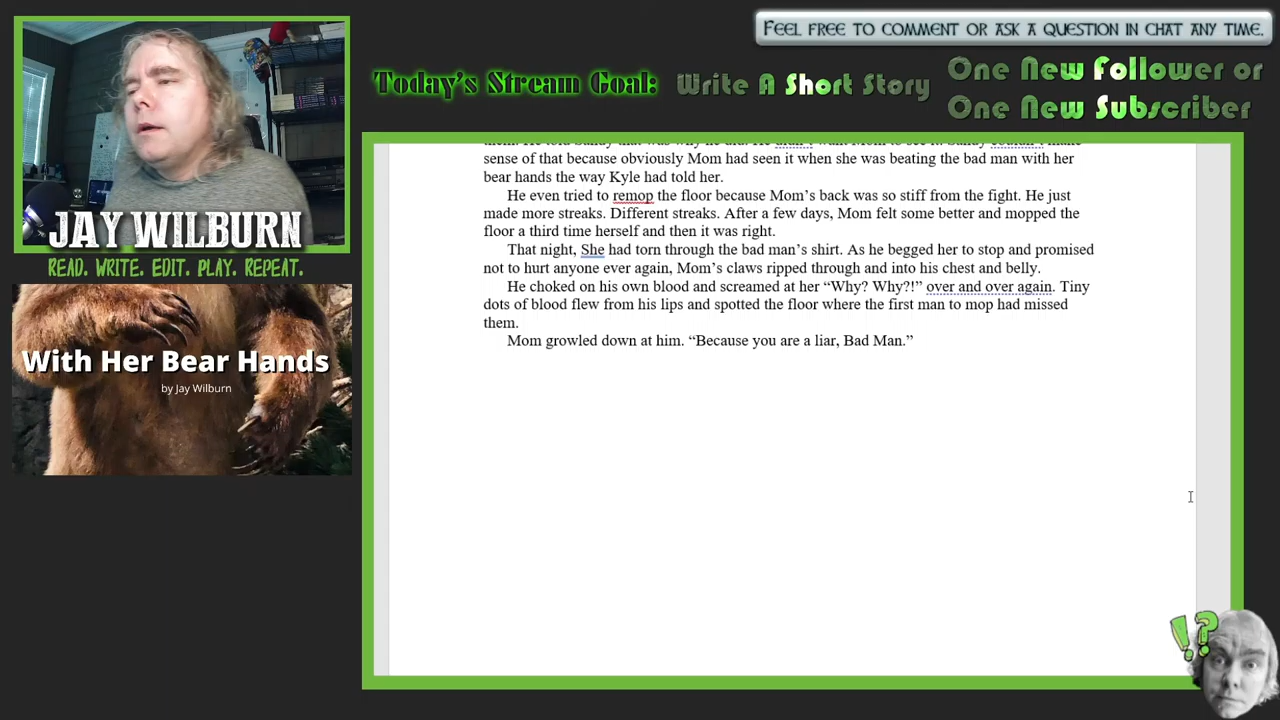 FEEL FREE TO COMMENT OR ASK A QUESTION IN CHAT ANY TIME.
Today's Stream Goal:
Write A Short Story
One New Follower or
One New Subscriber
sense of that because obviously Mom had seen it when she was beating the bad man with her
bear hands the way Kyle had told her.
He even tried to remop the floor because Mom's back was so stiff from the fight. He just
made more streaks. Different streaks. After a few days, Mom felt some better and mopped the
floor a third time herself and then it was right.
That night, She had torn through the bad man's shirt. As he begged her to stop and promised
not to hurt anyone ever again, Mom's claws ripped through and into his chest and belly.
He choked on his own blood and screamed at her “Why? Why?!” over and over again. Tiny
dots of blood flew from his lips and spotted the floor where the first man to mop had missed
them.
Mom growled down at him. “Because you are a liar, Bad Man.”
JAY WILBURN
READ. WRITE. EDIT. PLAY. REPEAT.
With Her Bear Hands
by Jay Wilburn
!?